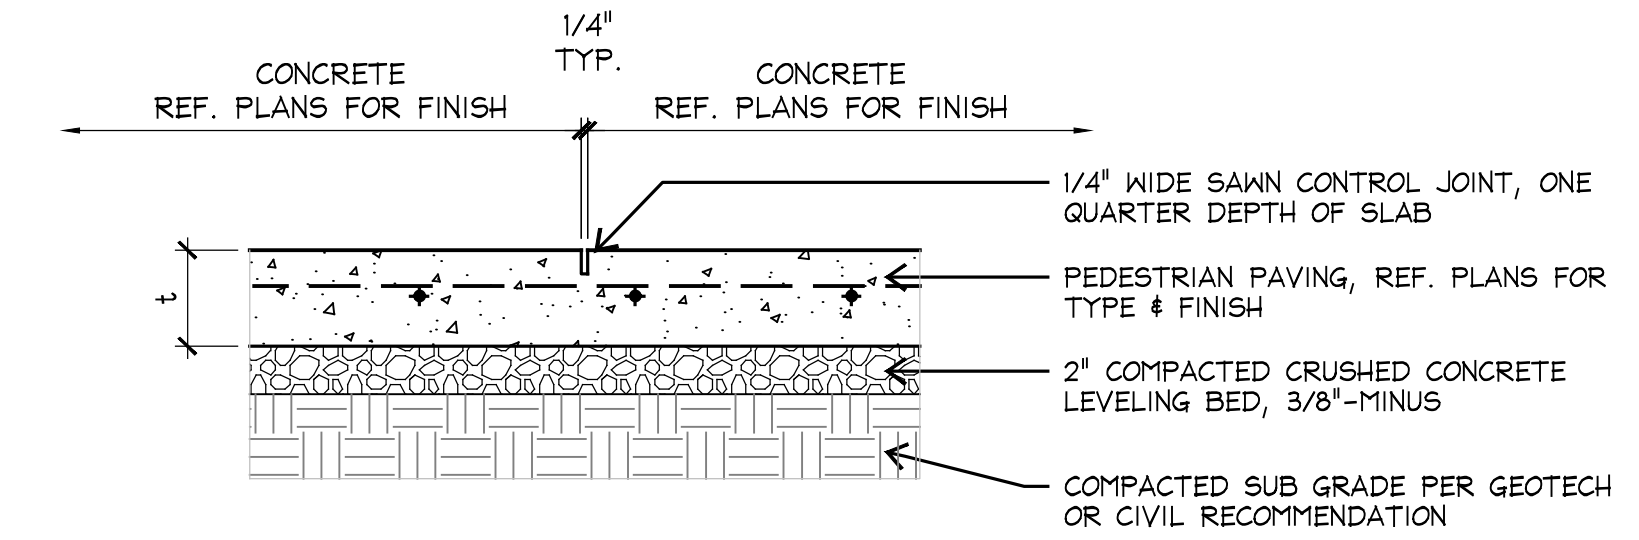 1/4"
TYP.
CONCRETE
REF. PLANS FOR FINISH
CONCRETE
REF. PLANS FOR FINISH
1/4" WIDE SAWN CONTROL JOINT, ONE
QUARTER DEPTH OF SLAB
PEDESTRIAN PAVING, REF. PLANS FOR
TYPE & FINISH
t
2" COMPACTED CRUSHED CONCRETE
LEVELING BED, 3/8"-MINUS
COMPACTED SUB GRADE PER GEOTECH
OR CIVIL RECOMMENDATION